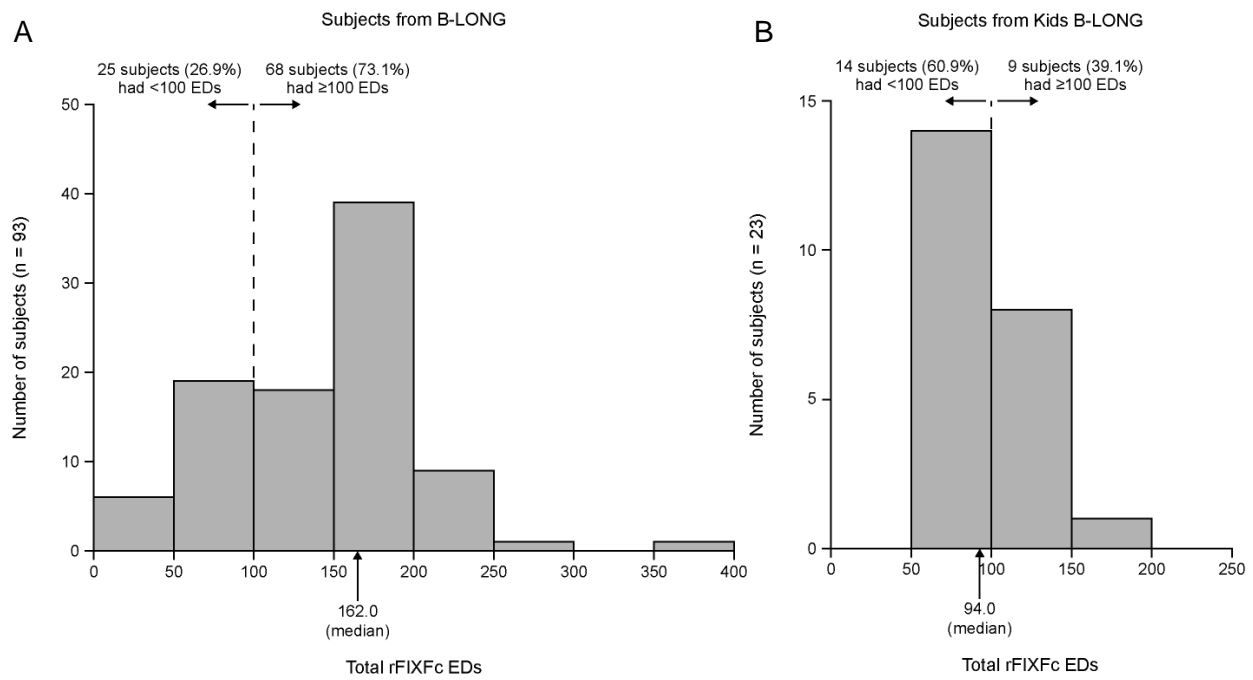 A
Subjects from B-LONG
25 subjects (26.9%)
had <100 EDs
68 subjects (73.1%)
had ≥100 EDs
Number of subjects (n = 93)
50
40
30
20
10
0
0 50 100 150 200 250 300 350 400
162.0
(median)
Total rFIXFc EDs
B
Subjects from Kids B-LONG
14 subjects (60.9%)
had <100 EDs
9 subjects (39.1%)
had ≥100 EDs
Number of subjects (n = 23)
15
10
5
0
0 50 100 150 200 250
94.0
(median)
Total rFIXFc EDs